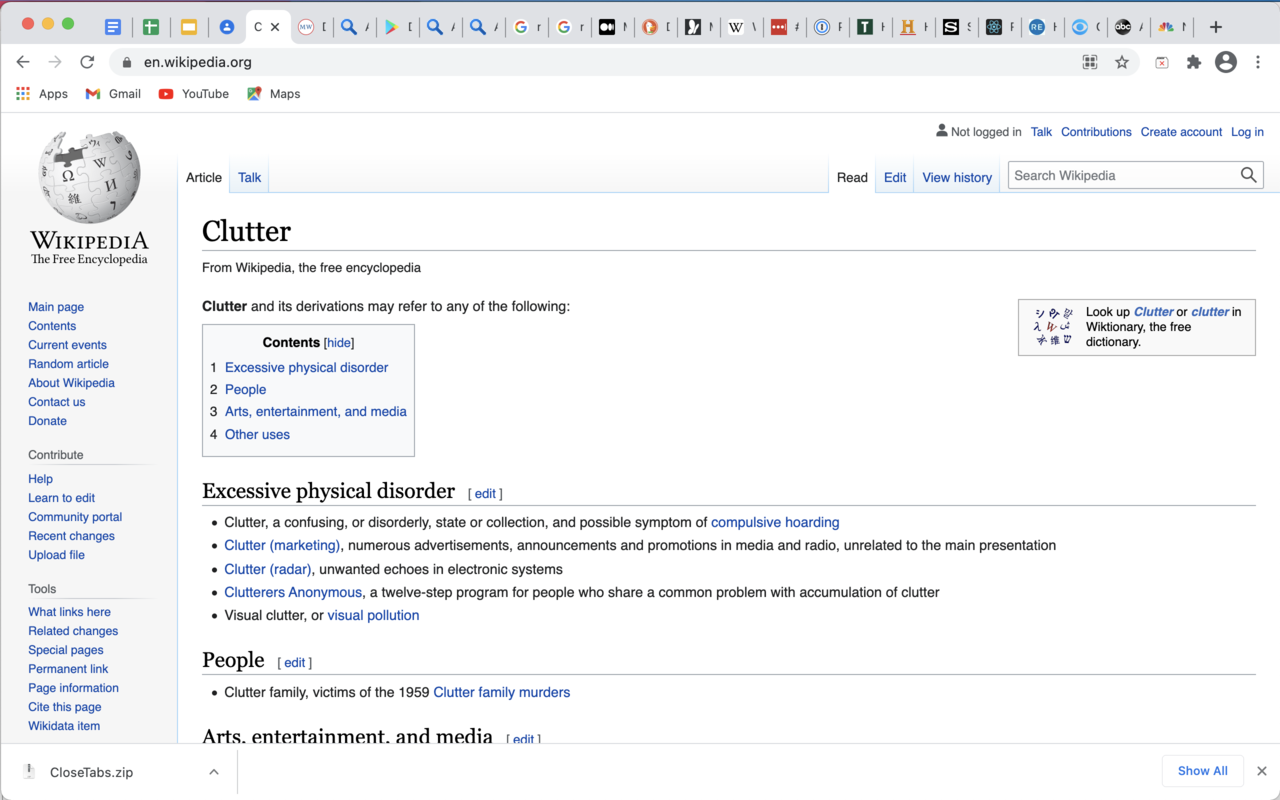 C
MW
A
A
A
W
T
H
S
RE
abc
en.wikipedia.org
Apps
Gmail
YouTube
Maps
Not logged in Talk Contributions Create account Log in
Article Talk
Read Edit View history
Search Wikipedia
WIKIPEDIA
The Free Encyclopedia
Main page
Contents
Current events
Random article
About Wikipedia
Contact us
Donate
Contribute
Help
Learn to edit
Community portal
Recent changes
Upload file
Tools
What links here
Related changes
Special pages
Permanent link
Page information
Cite this page
Wikidata item
Clutter
From Wikipedia, the free encyclopedia
Clutter and its derivations may refer to any of the following:
Look up Clutter or clutter in
Wiktionary, the free
dictionary.
Contents [hide]
1 Excessive physical disorder
2 People
3 Arts, entertainment, and media
4 Other uses
Excessive physical disorder [ edit ]
• Clutter, a confusing, or disorderly, state or collection, and possible symptom of compulsive hoarding
• Clutter (marketing), numerous advertisements, announcements and promotions in media and radio, unrelated to the main presentation
• Clutter (radar), unwanted echoes in electronic systems
• Clutterers Anonymous, a twelve-step program for people who share a common problem with accumulation of clutter
• Visual clutter, or visual pollution
People [ edit ]
• Clutter family, victims of the 1959 Clutter family murders
Arts, entertainment, and media [ edit ]
CloseTabs.zip
Show All